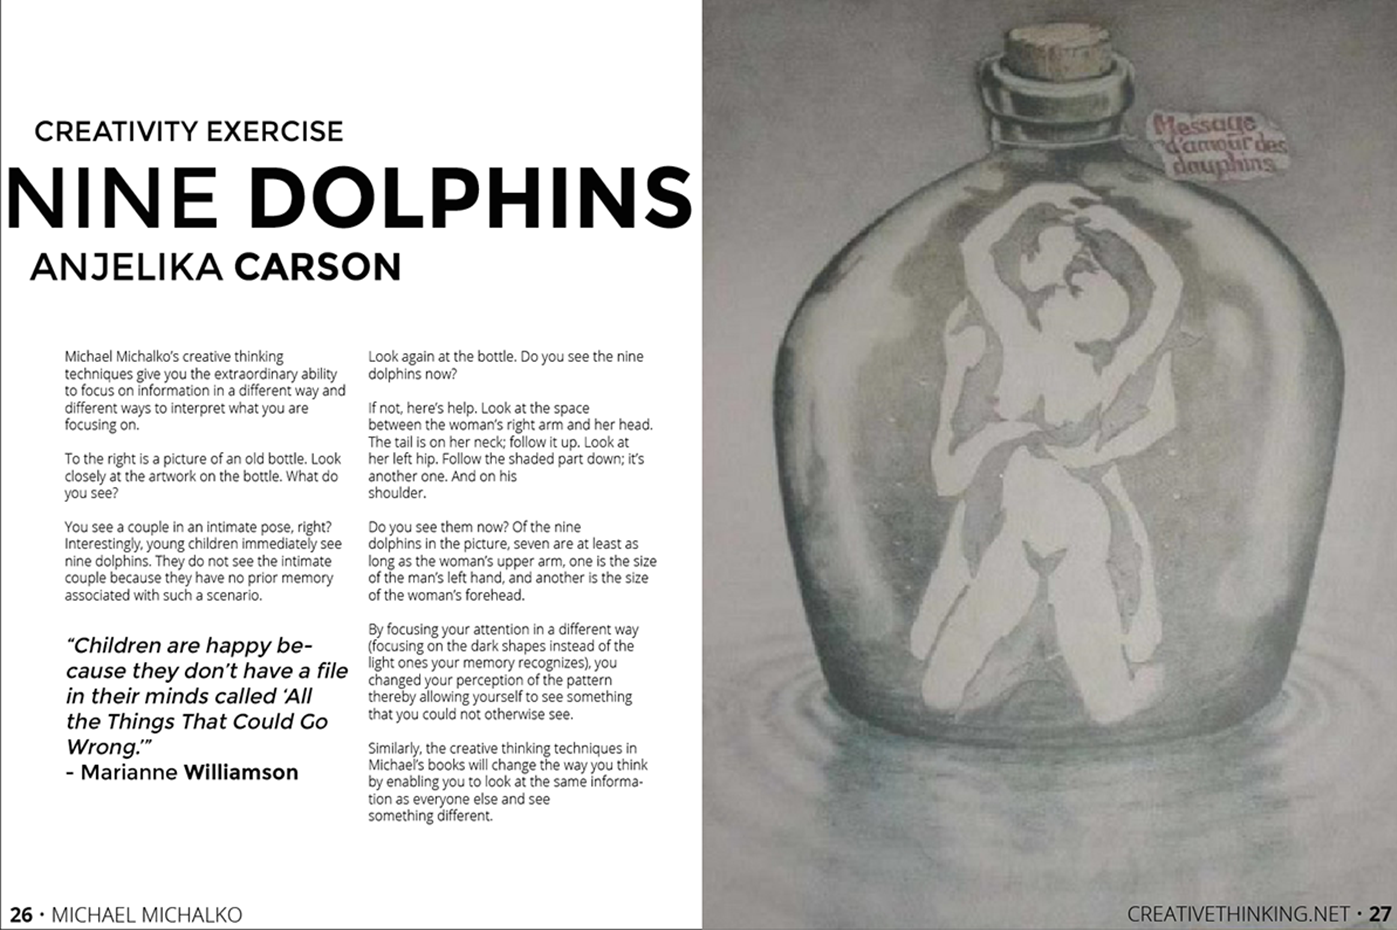 CREATIVITY EXERCISE
NINE DOLPHINS
ANJELIKA CARSON
Michael Michalko's creative thinking
techniques give you the extraordinary ability
to focus on information in a different way and
different ways to interpret what you are
focusing on.
To the right is a picture of an old bottle. Look
closely at the artwork on the bottle. What do
you see?
You see a couple in an intimate pose, right?
Interestingly, young children immediately see
nine dolphins. They do not see the intimate
couple because they have no prior memory
associated with such a scenario.
“Children are happy be-
cause they don’t have a file
in their minds called ‘All
the Things That Could Go
Wrong.’”
- Marianne Williamson
Look again at the bottle. Do you see the nine
dolphins now?
If not, here's help. Look at the space
between the woman's right arm and her head.
The tail is on her neck; follow it up. Look at
her left hip. Follow the shaded part down; it's
another one. And on his
shoulder.
Do you see them now? Of the nine
dolphins in the picture, seven are at least as
long as the woman's upper arm, one is the size
of the man's left hand, and another is the size
of the woman's forehead.
By focusing your attention in a different way
(focusing on the dark shapes instead of the
light ones your memory recognizes), you
changed your perception of the pattern
thereby allowing yourself to see something
that you could not otherwise see.
Similarly, the creative thinking techniques in
Michael's books will change the way you think
by enabling you to look at the same informa-
tion as everyone else and see
something different.
26 • MICHAEL MICHALKO
Message
d'amour des
dauphins
CREATIVETHINKING.NET • 27